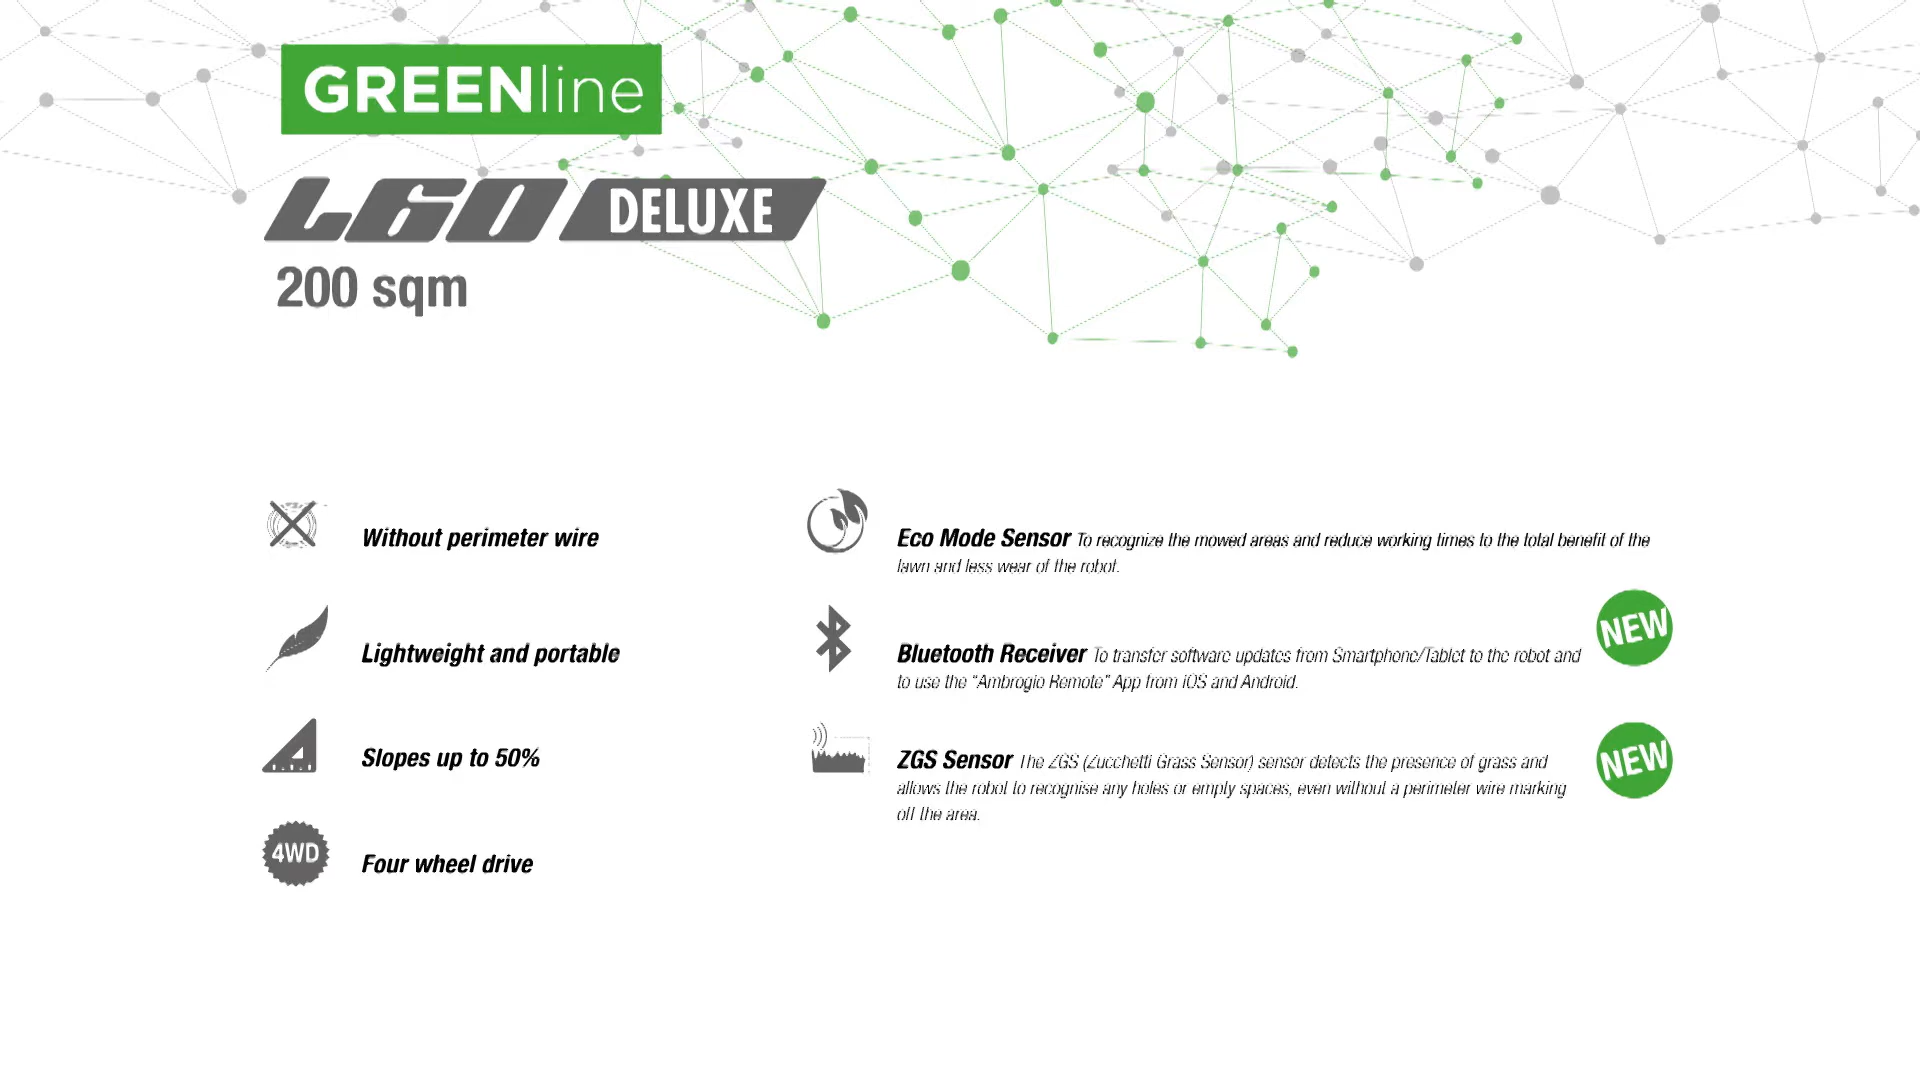 GREENline
L60 DELUXE
200 sqm
Without perimeter wire
Lightweight and portable
Slopes up to 50%
4WD
Four wheel drive
Eco Mode Sensor To recognize the mowed areas and reduce working times to the total benefit of the
lawn and less wear of the robot.
NEW
Bluetooth Receiver To transfer software updates from Smartphone/Tablet to the robot and
to use the “Ambrogio Remote” App from iOS and Android.
NEW
ZGS Sensor The ZGS (Zucchetti Grass Sensor) sensor detects the presence of grass and
allows the robot to recognise any holes or empty spaces, even without a perimeter wire marking
off the area.